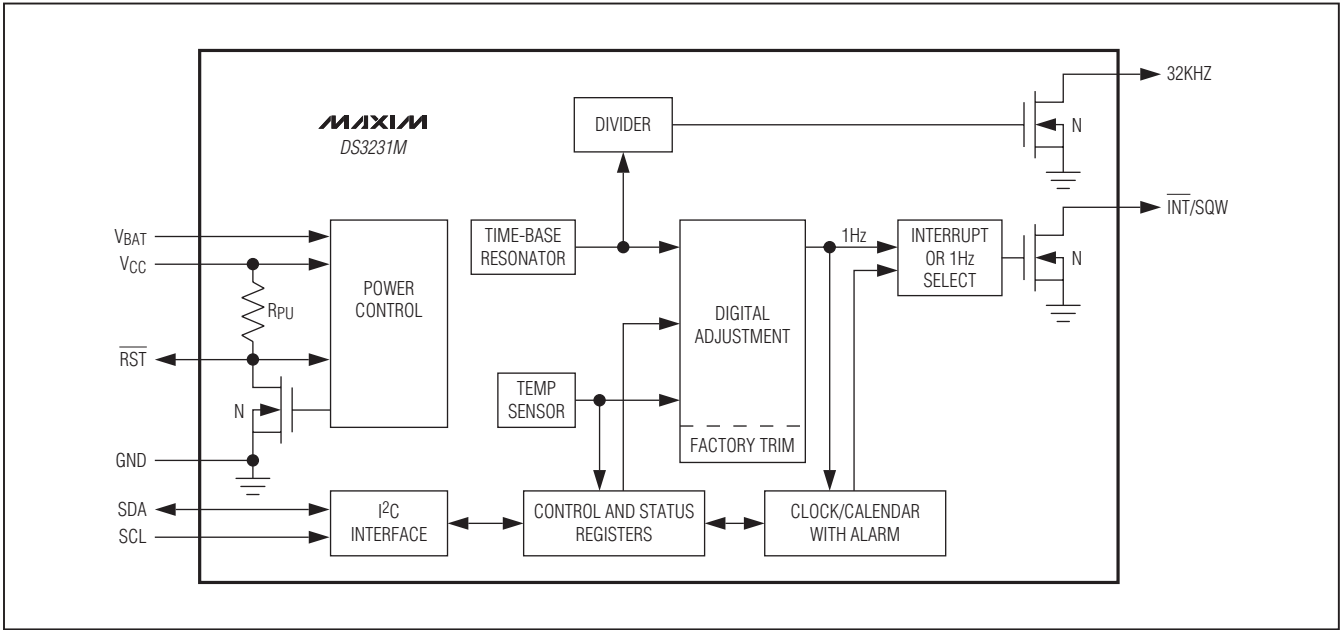 32KHZ
DIVIDER
N
MAXIM
DS3231M
INT/SQW
VBAT
TIME-BASE
RESONATOR
1Hz
INTERRUPT
OR 1Hz
SELECT
N
VCC
POWER
CONTROL
RPU
DIGITAL
ADJUSTMENT
RST
TEMP
SENSOR
N
FACTORY TRIM
GND
SDA
SCL
I2C
INTERFACE
CONTROL AND STATUS
REGISTERS
CLOCK/CALENDAR
WITH ALARM